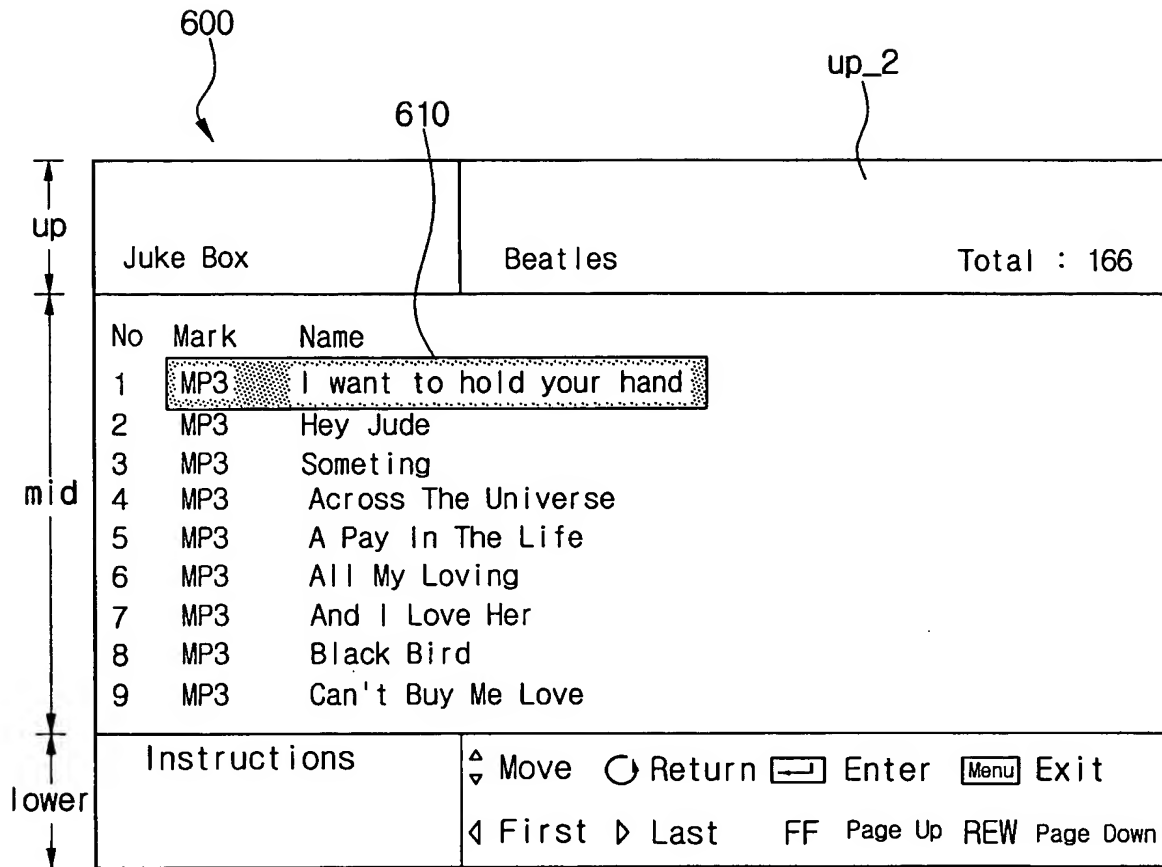 600
up_2
610
up
Juke Box Beatles Total : 166
No Mark Name
1 MP3 I want to hold your hand
2 MP3 Hey Jude
3 MP3 Someting
mid
4 MP3 Across The Universe
5 MP3 A Pay In The Life
6 MP3 All My Loving
7 MP3 And I Love Her
8 MP3 Black Bird
9 MP3 Can't Buy Me Love
Instructions Move Return Enter Menu Exit
lower
First Last FF Page Up REW Page Down